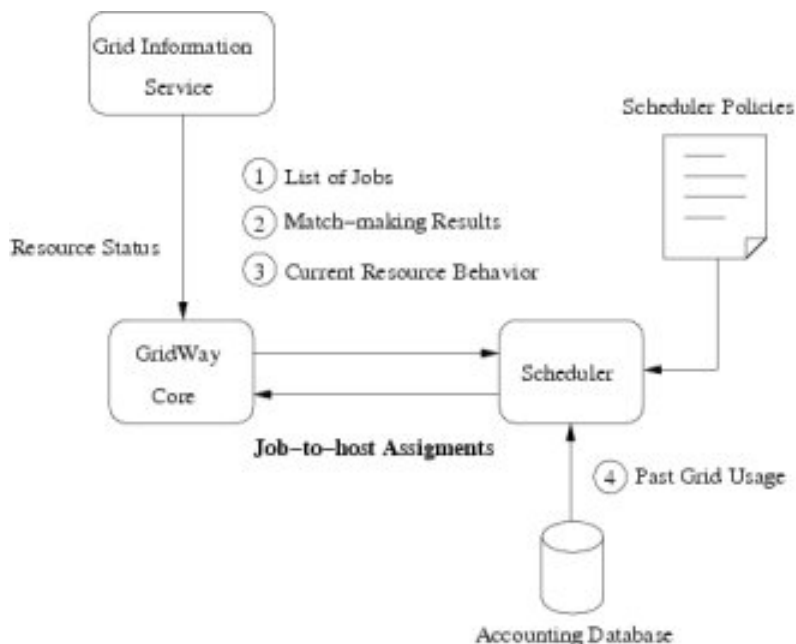 Grid Information
Service
Scheduler Policies
1 List of Jobs
2 Match-making Results
Resource Status
3 Current Resource Behavior
GridWay
Core
Scheduler
Job-to-host Assigments
4 Past Grid Usage
Accounting Database